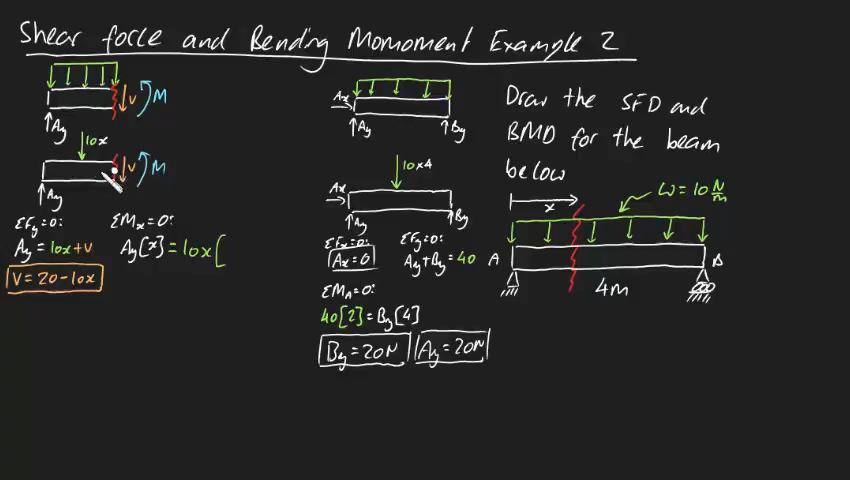 Shear force and Bending Momoment Example 2
Ay
V
M
10x
Ay
V
M
ΣFy=0:
Ay=10x+V
V=20-10x
ΣMx=0:
Ay[x]=10x[
Ax
Ay
By
10x4
Ax
Ay
By
ΣFx=0:
Ax=0
ΣFy=0:
Ay+By=40
ΣMA=0:
40[2]=By[4]
By=20N
Ay=20N
Draw the SFD and
BMD for the beam
below
x
ω=10 N/m
A
B
4m